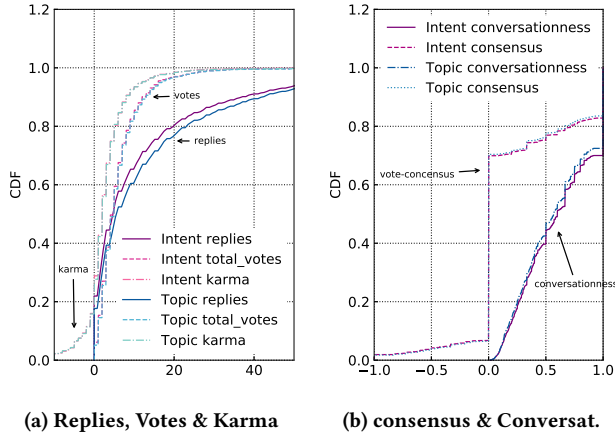 1.2
1.0
0.8
0.6
0.4
0.2
0.0
CDF
votes
replies
karma
Intent replies
Intent total_votes
Intent karma
Topic replies
Topic total_votes
Topic karma
0
20
40
(a) Replies, Votes & Karma
1.2
1.0
0.8
0.6
0.4
0.2
0.0
CDF
Intent conversationness
Intent consensus
Topic conversationness
Topic consensus
vote-concensus
conversationness
−1.0
−0.5
0.0
0.5
1.0
(b) consensus & Conversat.